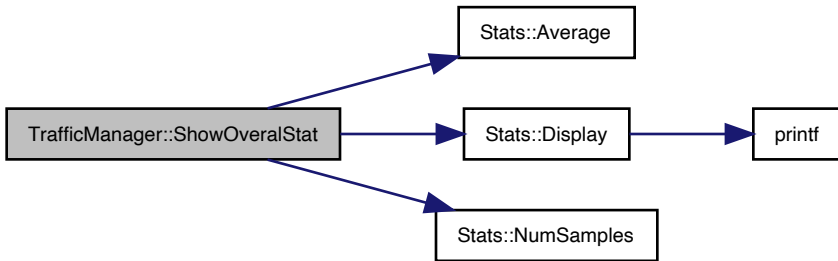 Stats::Average
TrafficManager::ShowOveralStat
Stats::Display
printf
Stats::NumSamples